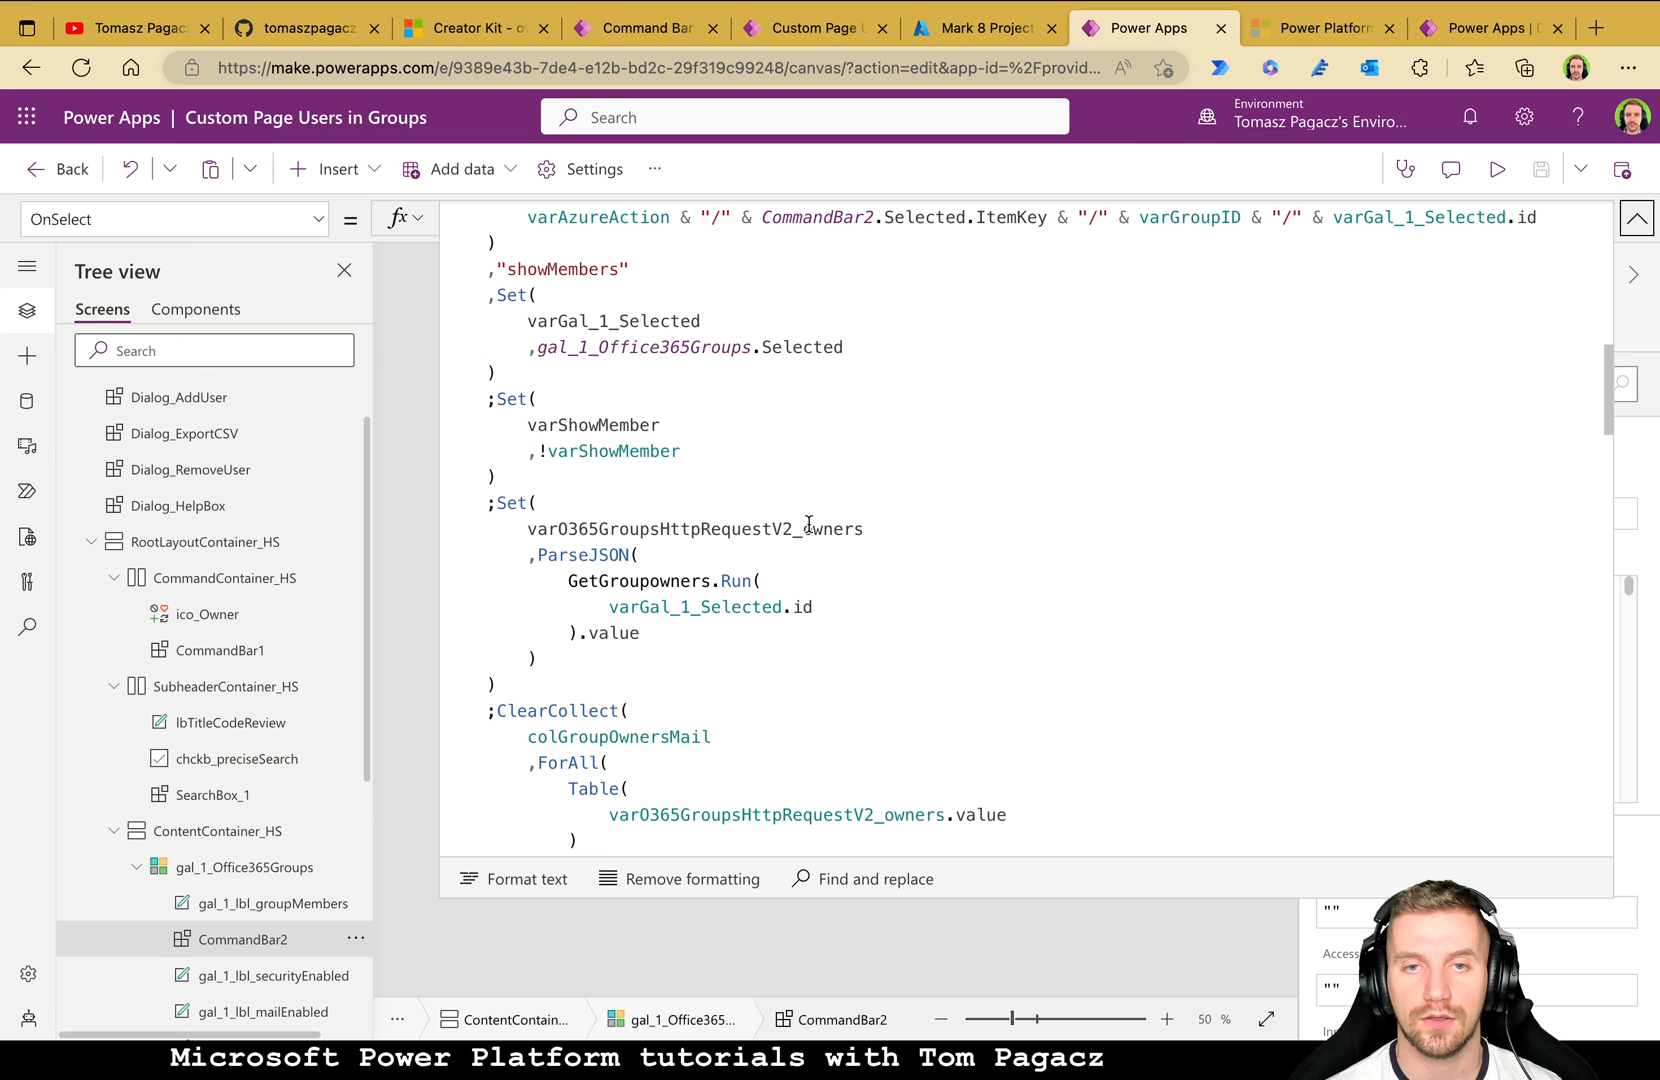 Tomasz Pagac
tomaszpagacz
Creator Kit - ov
Command Bar
Custom Page U
Mark 8 Project
Power Apps
Power Platform
Power Apps | D
https://make.powerapps.com/e/9389e43b-7de4-e12b-bd2c-29f319c99248/canvas/?action=edit&app-id=%2Fprovid...
Power Apps | Custom Page Users in Groups
Search
Environment
Tomasz Pagacz's Enviro...
Back
Insert
Add data
Settings
OnSelect
=
fx
Tree view
Screens
Components
Search
Dialog_AddUser
Dialog_ExportCSV
Dialog_RemoveUser
Dialog_HelpBox
RootLayoutContainer_HS
CommandContainer_HS
ico_Owner
CommandBar1
SubheaderContainer_HS
lbTitleCodeReview
chckb_preciseSearch
SearchBox_1
ContentContainer_HS
gal_1_Office365Groups
gal_1_lbl_groupMembers
CommandBar2
gal_1_lbl_securityEnabled
gal_1_lbl_mailEnabled
varAzureAction & "/" & CommandBar2.Selected.ItemKey & "/" & varGroupID & "/" & varGal_1_Selected.id
)
,"showMembers"
,Set(
varGal_1_Selected
,gal_1_Office365Groups.Selected
)
;Set(
varShowMember
,!varShowMember
)
;Set(
varO365GroupsHttpRequestV2_owners
,ParseJSON(
GetGroupowners.Run(
varGal_1_Selected.id
).value
)
)
;ClearCollect(
colGroupOwnersMail
,ForAll(
Table(
varO365GroupsHttpRequestV2_owners.value
)
Format text
Remove formatting
Find and replace
""
Access
""
ContentContain...
gal_1_Office365...
CommandBar2
50 %
Microsoft Power Platform tutorials with Tom Pagacz